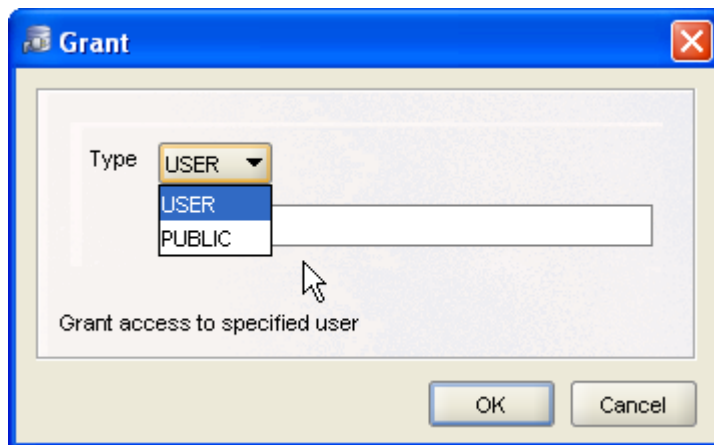 Grant
Type USER
USER
PUBLIC
Grant access to specified user
OK Cancel